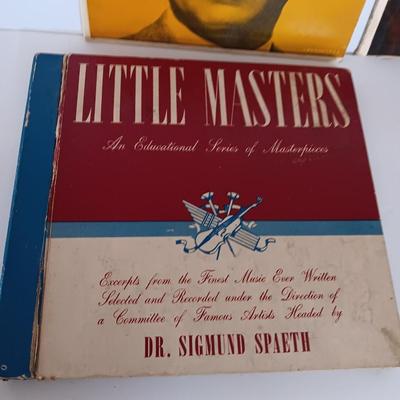 LITTLE MASTERS
An Educational Series of Masterpieces
Excerpts from the Finest Music Ever Written
Selected and Recorded under the Direction of
a Committee of Famous Artists Headed by
DR. SIGMUND SPAETH